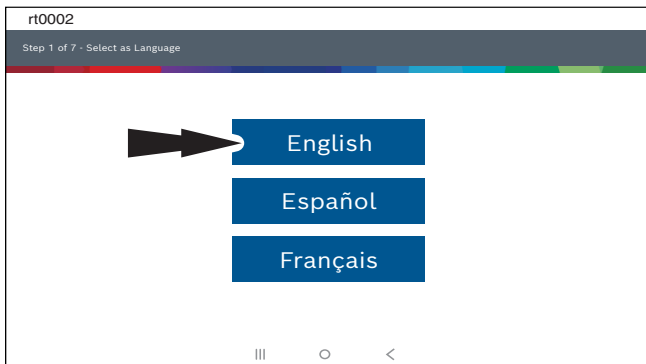 rt0002
Step 1 of 7 - Select as Language
English
Español
Français